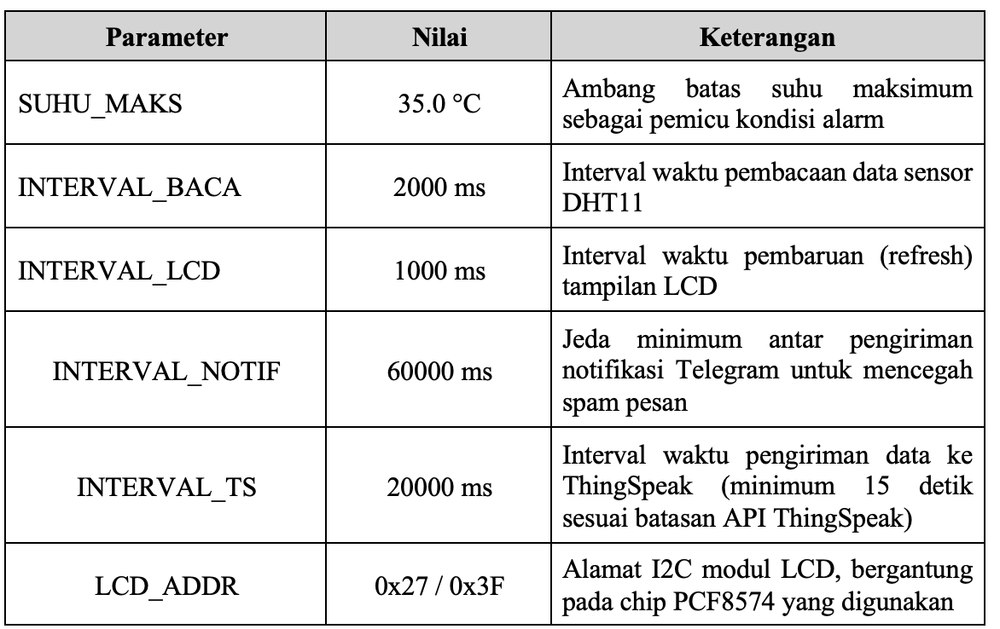 Parameter Nilai Keterangan
SUHU_MAKS 35.0 °C Ambang batas suhu maksimum
sebagai pemicu kondisi alarm
INTERVAL_BACA 2000 ms Interval waktu pembacaan data sensor
DHT11
INTERVAL_LCD 1000 ms Interval waktu pembaruan (refresh)
tampilan LCD
INTERVAL_NOTIF 60000 ms Jeda minimum antar pengiriman
notifikasi Telegram untuk mencegah
spam pesan
INTERVAL_TS 20000 ms Interval waktu pengiriman data ke
ThingSpeak (minimum 15 detik
sesuai batasan API ThingSpeak)
LCD_ADDR 0x27 / 0x3F Alamat I2C modul LCD, bergantung
pada chip PCF8574 yang digunakan